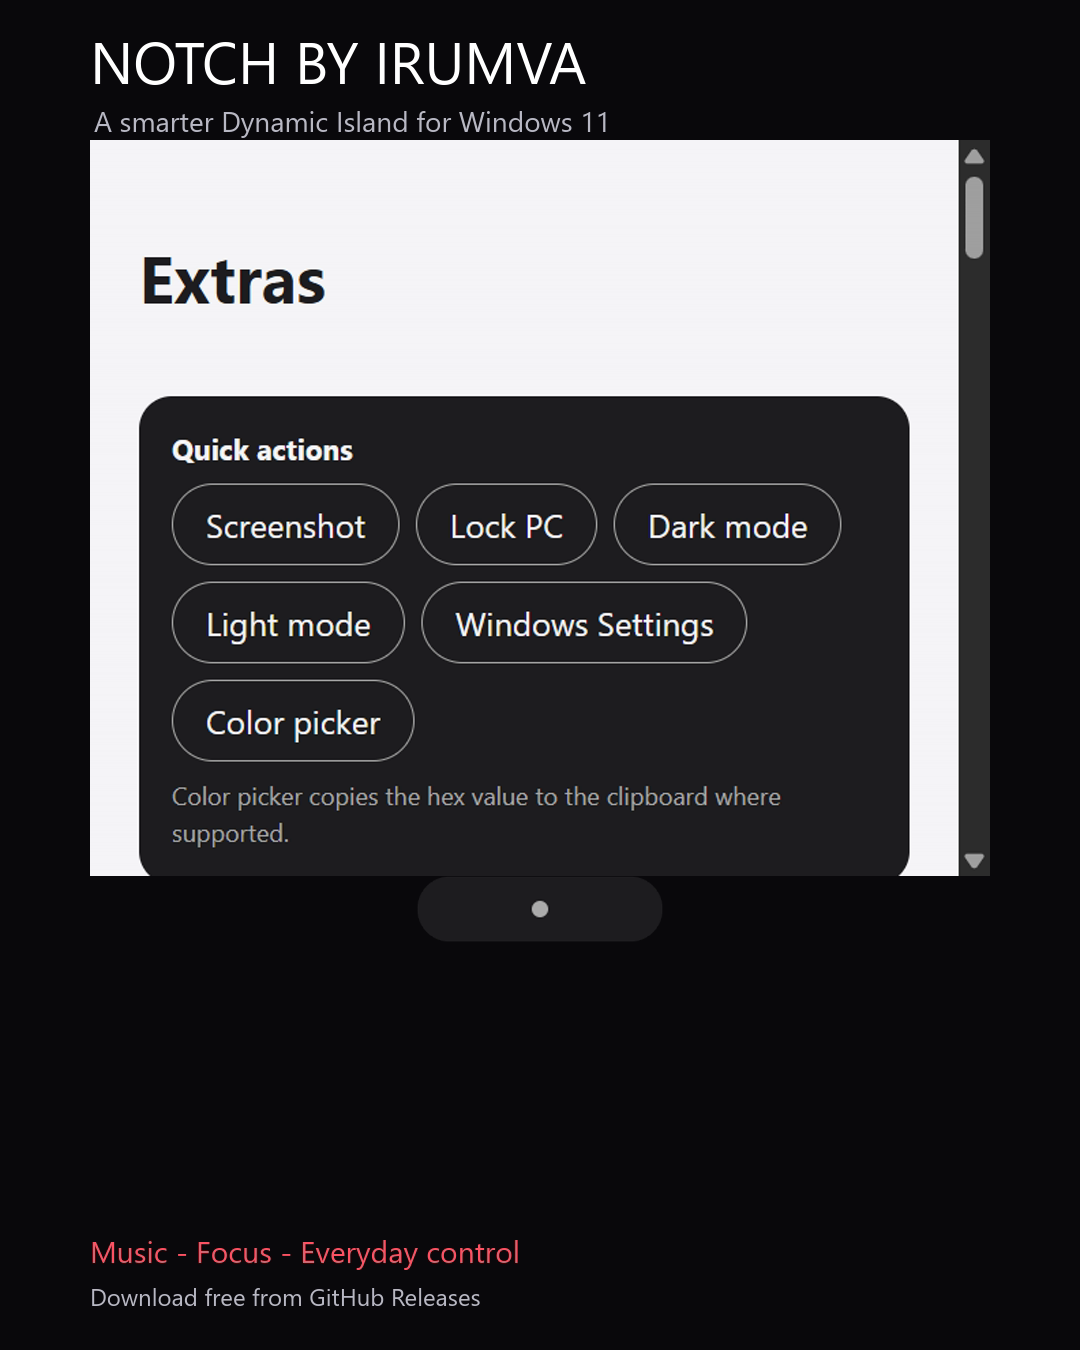 NOTCH BY IRUMVA
A smarter Dynamic Island for Windows 11
Extras
Quick actions
Screenshot
Lock PC
Dark mode
Light mode
Windows Settings
Color picker
Color picker copies the hex value to the clipboard where
supported.
Music - Focus - Everyday control
Download free from GitHub Releases